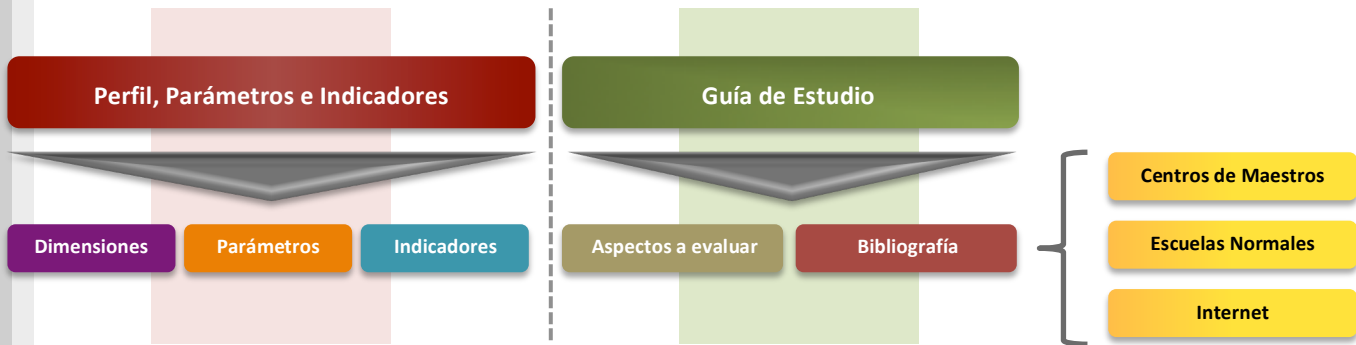 Perfil, Parámetros e Indicadores
Guía de Estudio
Dimensiones
Parámetros
Indicadores
Aspectos a evaluar
Bibliografía
Centros de Maestros
Escuelas Normales
Internet